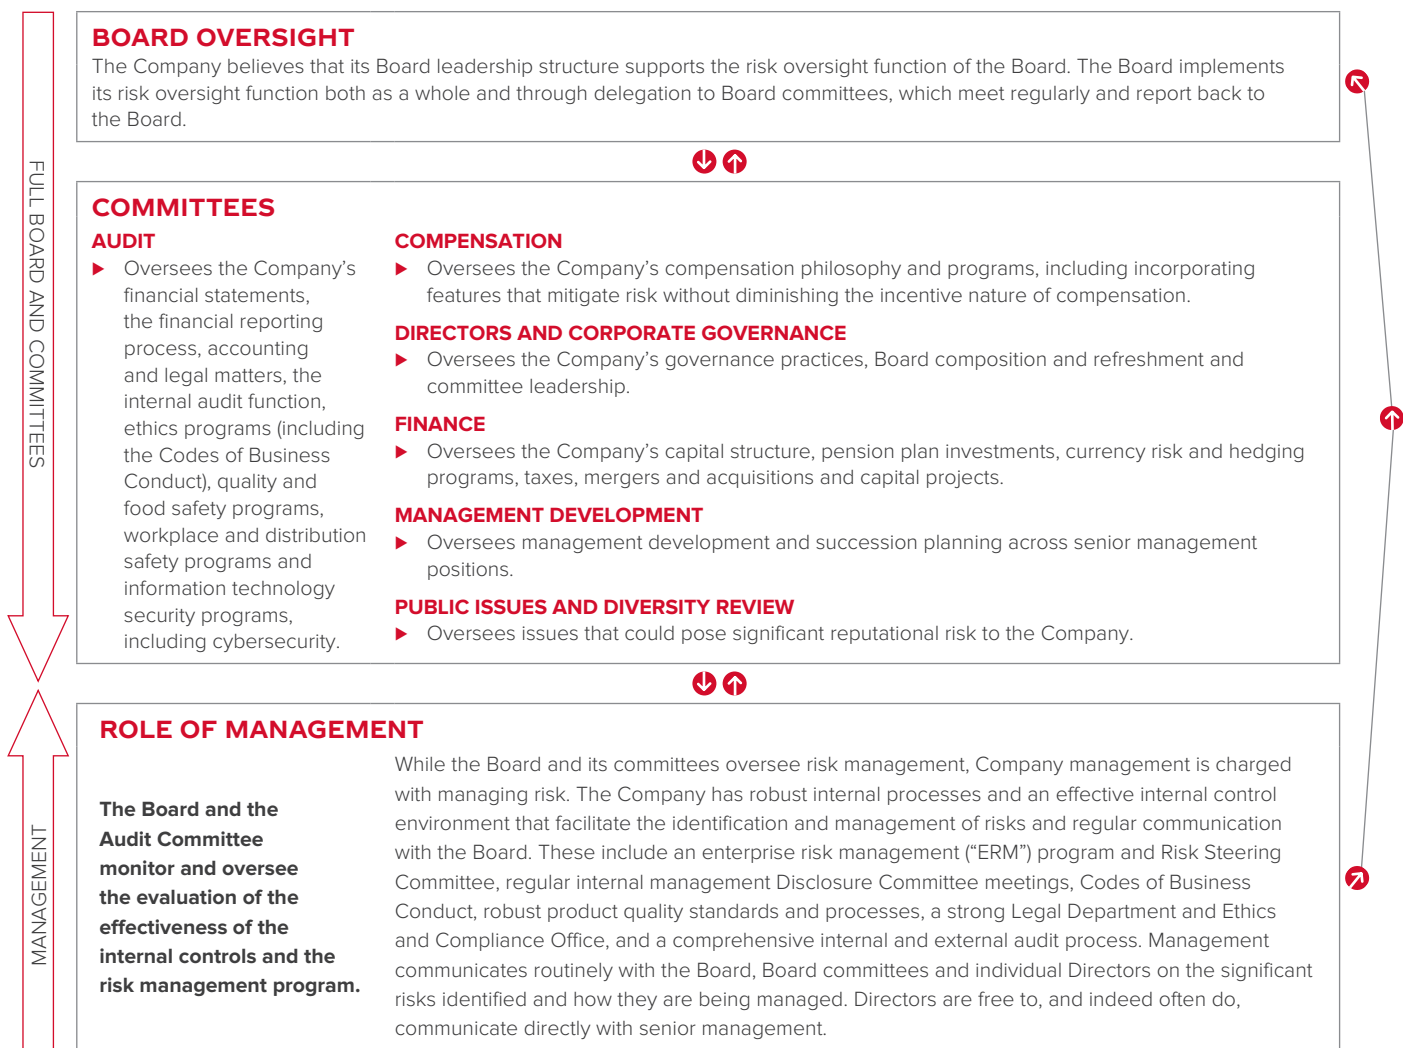 BOARD OVERSIGHT
The Company believes that its Board leadership structure supports the risk oversight function of the Board. The Board implements
its risk oversight function both as a whole and through delegation to Board committees, which meet regularly and report back to
the Board.
FULL BOARD AND COMMITTEES
COMMITTEES
AUDIT
Oversees the Company’s
financial statements,
the financial reporting
process, accounting
and legal matters, the
internal audit function,
ethics programs (including
the Codes of Business
Conduct), quality and
food safety programs,
workplace and distribution
safety programs and
information technology
security programs,
including cybersecurity.
COMPENSATION
Oversees the Company’s compensation philosophy and programs, including incorporating
features that mitigate risk without diminishing the incentive nature of compensation.
DIRECTORS AND CORPORATE GOVERNANCE
Oversees the Company’s governance practices, Board composition and refreshment and
committee leadership.
FINANCE
Oversees the Company’s capital structure, pension plan investments, currency risk and hedging
programs, taxes, mergers and acquisitions and capital projects.
MANAGEMENT DEVELOPMENT
Oversees management development and succession planning across senior management
positions.
PUBLIC ISSUES AND DIVERSITY REVIEW
Oversees issues that could pose significant reputational risk to the Company.
MANAGEMENT
ROLE OF MANAGEMENT
The Board and the
Audit Committee
monitor and oversee
the evaluation of the
effectiveness of the
internal controls and the
risk management program.
While the Board and its committees oversee risk management, Company management is charged
with managing risk. The Company has robust internal processes and an effective internal control
environment that facilitate the identification and management of risks and regular communication
with the Board. These include an enterprise risk management (“ERM”) program and Risk Steering
Committee, regular internal management Disclosure Committee meetings, Codes of Business
Conduct, robust product quality standards and processes, a strong Legal Department and Ethics
and Compliance Office, and a comprehensive internal and external audit process. Management
communicates routinely with the Board, Board committees and individual Directors on the significant
risks identified and how they are being managed. Directors are free to, and indeed often do,
communicate directly with senior management.